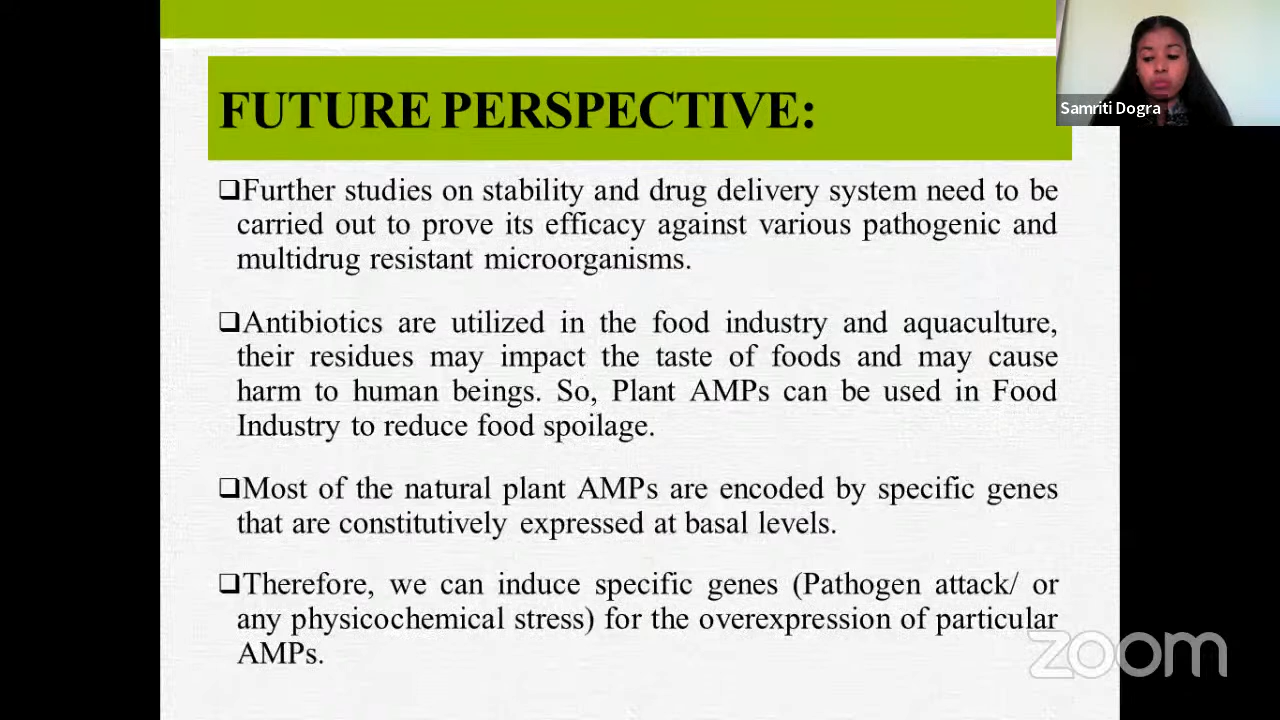 FUTURE PERSPECTIVE:
Samriti Dogra
❑Further studies on stability and drug delivery system need to be
carried out to prove its efficacy against various pathogenic and
multidrug resistant microorganisms.
❑Antibiotics are utilized in the food industry and aquaculture,
their residues may impact the taste of foods and may cause
harm to human beings. So, Plant AMPs can be used in Food
Industry to reduce food spoilage.
❑Most of the natural plant AMPs are encoded by specific genes
that are constitutively expressed at basal levels.
❑Therefore, we can induce specific genes (Pathogen attack/ or
any physicochemical stress) for the overexpression of particular
AMPs.
zoom